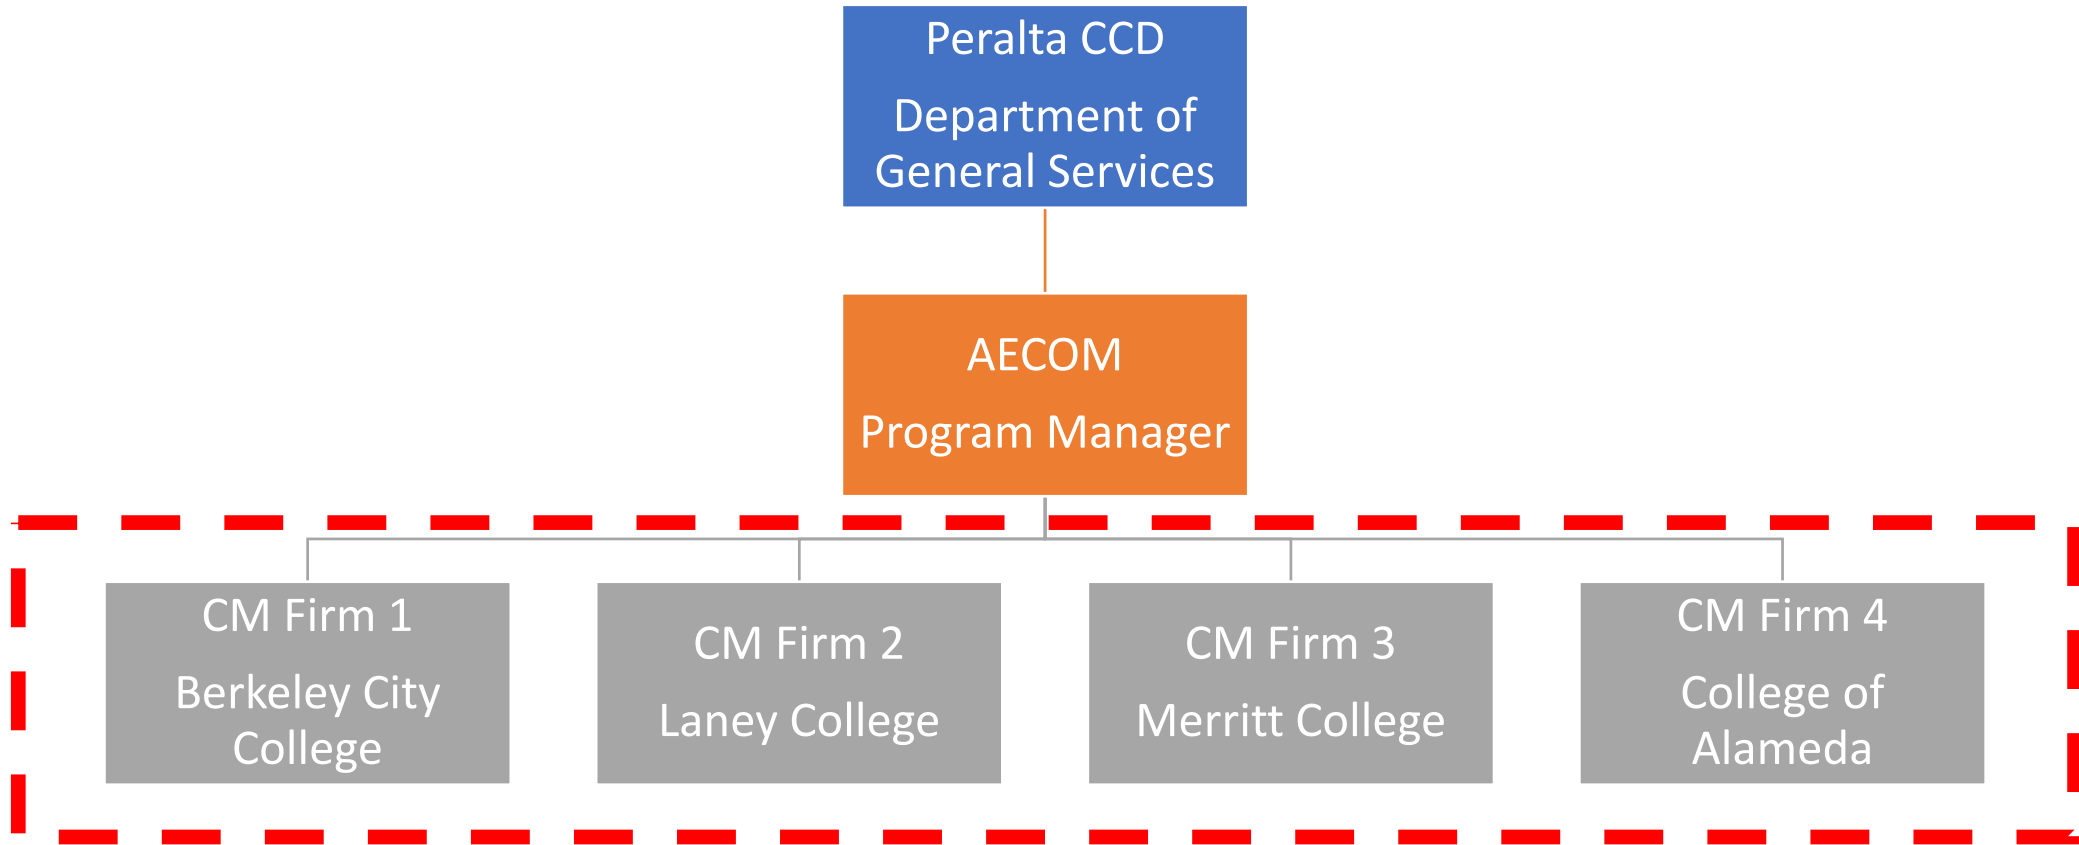 Peralta CCD
Department of
General Services
AECOM
Program Manager
CM Firm 1
Berkeley City
College
CM Firm 2
Laney College
CM Firm 3
Merritt College
CM Firm 4
College of
Alameda